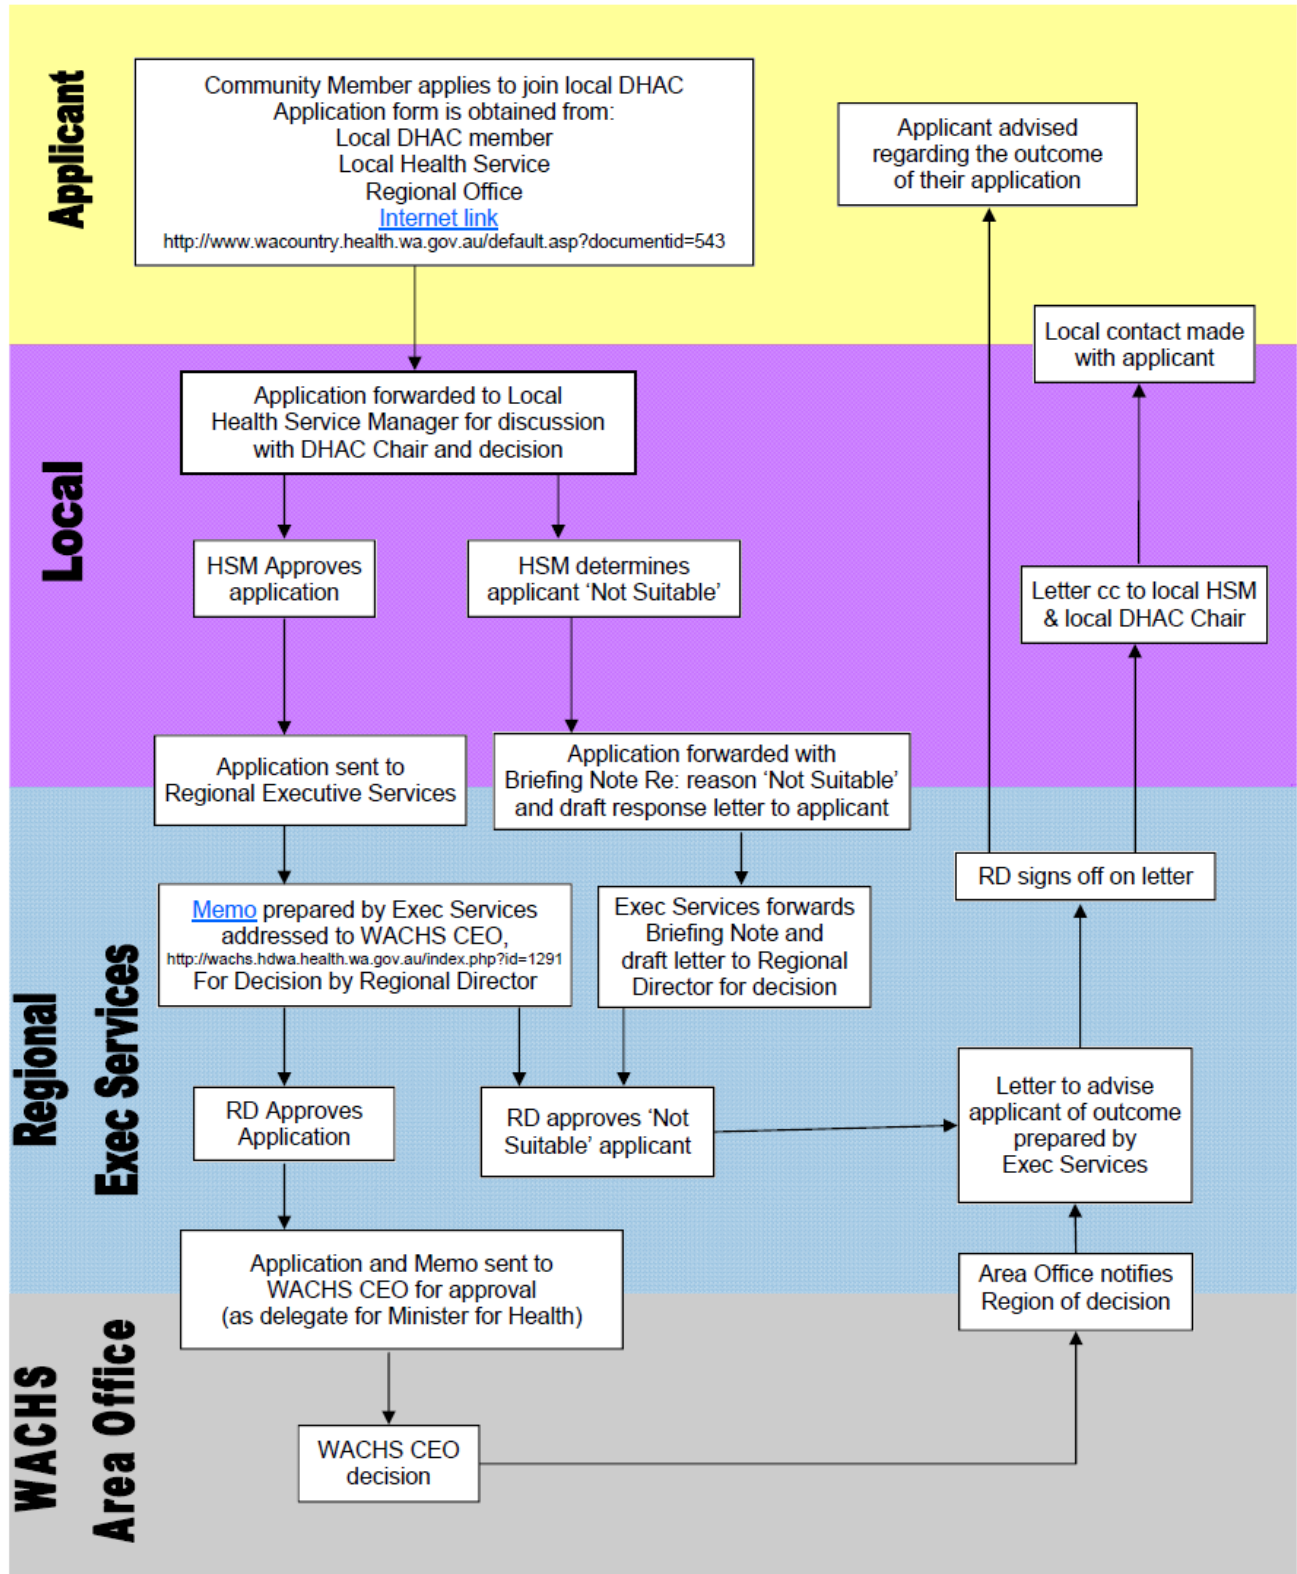 Applicant
Community Member applies to join local DHAC
Application form is obtained from:
Local DHAC member
Local Health Service
Regional Office
Internet link
http://www.wacountry.health.wa.gov.au/default.asp?documentid=543
Applicant advised
regarding the outcome
of their application
Local contact made
with applicant
Local
Application forwarded to Local
Health Service Manager for discussion
with DHAC Chair and decision
HSM Approves
application
HSM determines
applicant ‘Not Suitable’
Letter cc to local HSM
& local DHAC Chair
Application sent to
Regional Executive Services
Application forwarded with
Briefing Note Re: reason ‘Not Suitable’
and draft response letter to applicant
Regional
Exec Services
RD signs off on letter
Memo prepared by Exec Services
addressed to WACHS CEO,
http://wachs.hdwa.health.wa.gov.au/index.php?id=1291
For Decision by Regional Director
Exec Services forwards
Briefing Note and
draft letter to Regional
Director for decision
RD Approves
Application
RD approves ‘Not
Suitable’ applicant
Letter to advise
applicant of outcome
prepared by
Exec Services
Application and Memo sent to
WACHS CEO for approval
(as delegate for Minister for Health)
Area Office notifies
Region of decision
WACHS
Area Office
WACHS CEO
decision